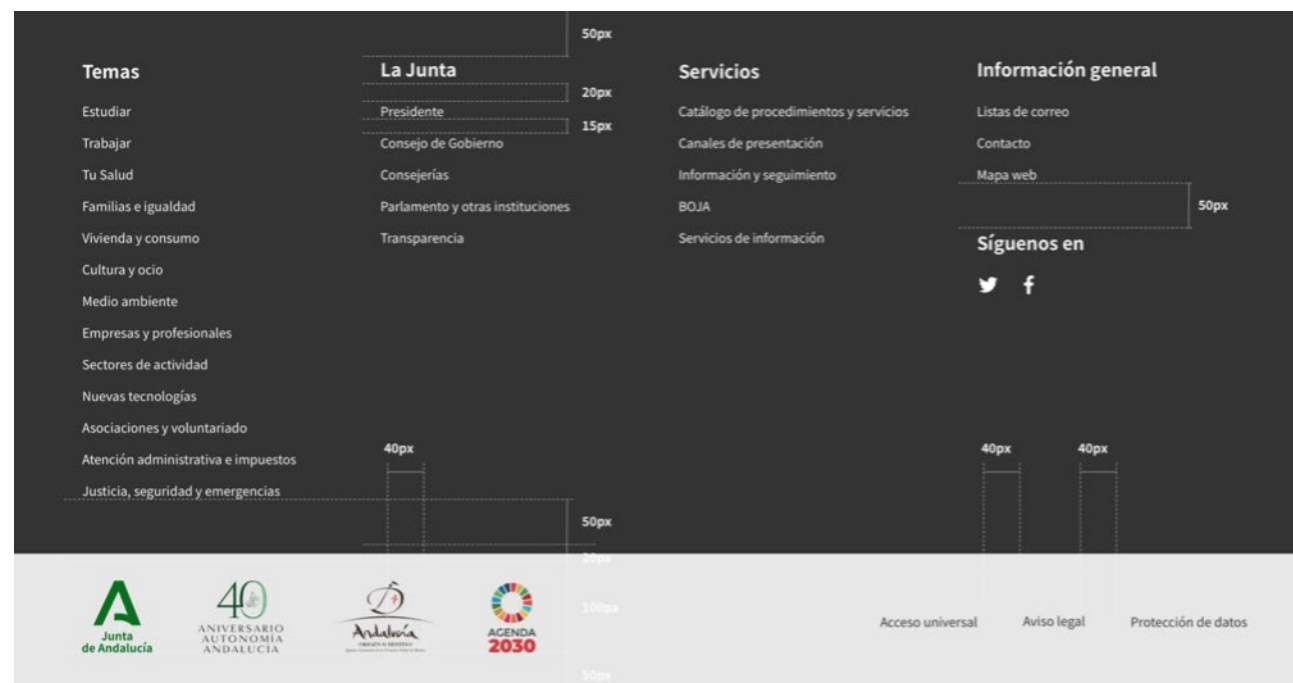 50px
Temas
Estudiar
Trabajar
Tu Salud
Familias e igualdad
Vivienda y consumo
Cultura y ocio
Medio ambiente
Empresas y profesionales
Sectores de actividad
Nuevas tecnologías
Asociaciones y voluntariado
Atención administrativa e impuestos
Justicia, seguridad y emergencias
La Junta
20px
Presidente
15px
Consejo de Gobierno
Consejerías
Parlamento y otras instituciones
Transparencia
Servicios
Catálogo de procedimientos y servicios
Canales de presentación
Información y seguimiento
BOJA
Servicios de información
Información general
Listas de correo
Contacto
Mapa web
50px
Síguenos en
40px
40px
40px
50px
100px
50px
Junta
de Andalucía
40
ANIVERSARIO
AUTONOMÍA
ANDALUCÍA
Andalucía
AGENDA
2030
Acceso universal
Aviso legal
Protección de datos